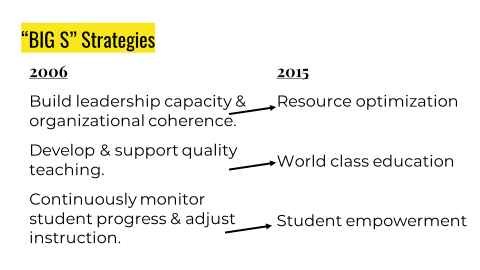 “BIG S” Strategies
2006
2015
Build leadership capacity &
organizational coherence.
Resource optimization
Develop & support quality
teaching.
World class education
Continuously monitor
student progress & adjust
instruction.
Student empowerment